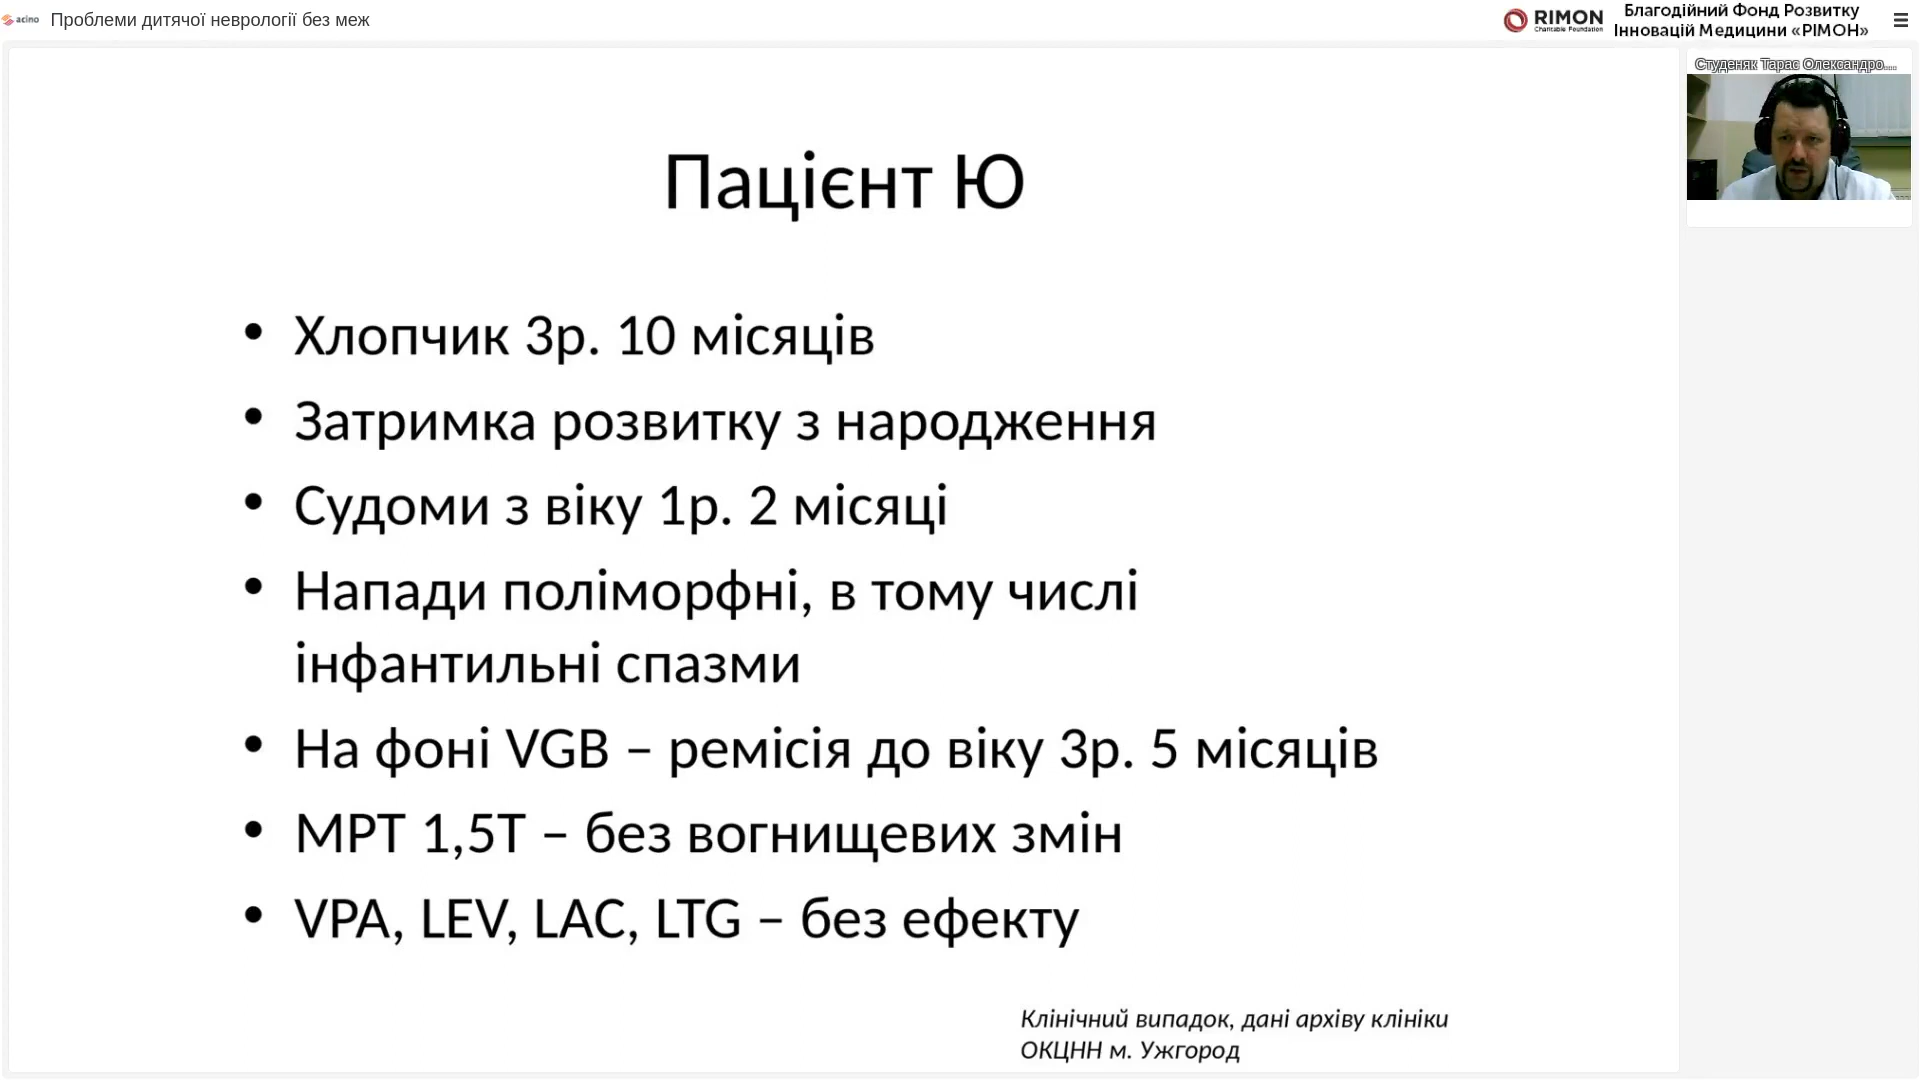 acino Проблеми дитячої неврології без меж
RIMON
Charitable Foundation
Благодійний Фонд Розвитку
Інновацій Медицини «РІМОН»
Студеняк Тарас Олександро...
Пацієнт Ю
• Хлопчик 3р. 10 місяців
• Затримка розвитку з народження
• Судоми з віку 1р. 2 місяці
• Напади поліморфні, в тому числі
інфантильні спазми
• На фоні VGB – ремісія до віку 3р. 5 місяців
• МРТ 1,5Т – без вогнищевих змін
• VPA, LEV, LAC, LTG – без ефекту
Клінічний випадок, дані архіву клініки
ОКЦНН м. Ужгород